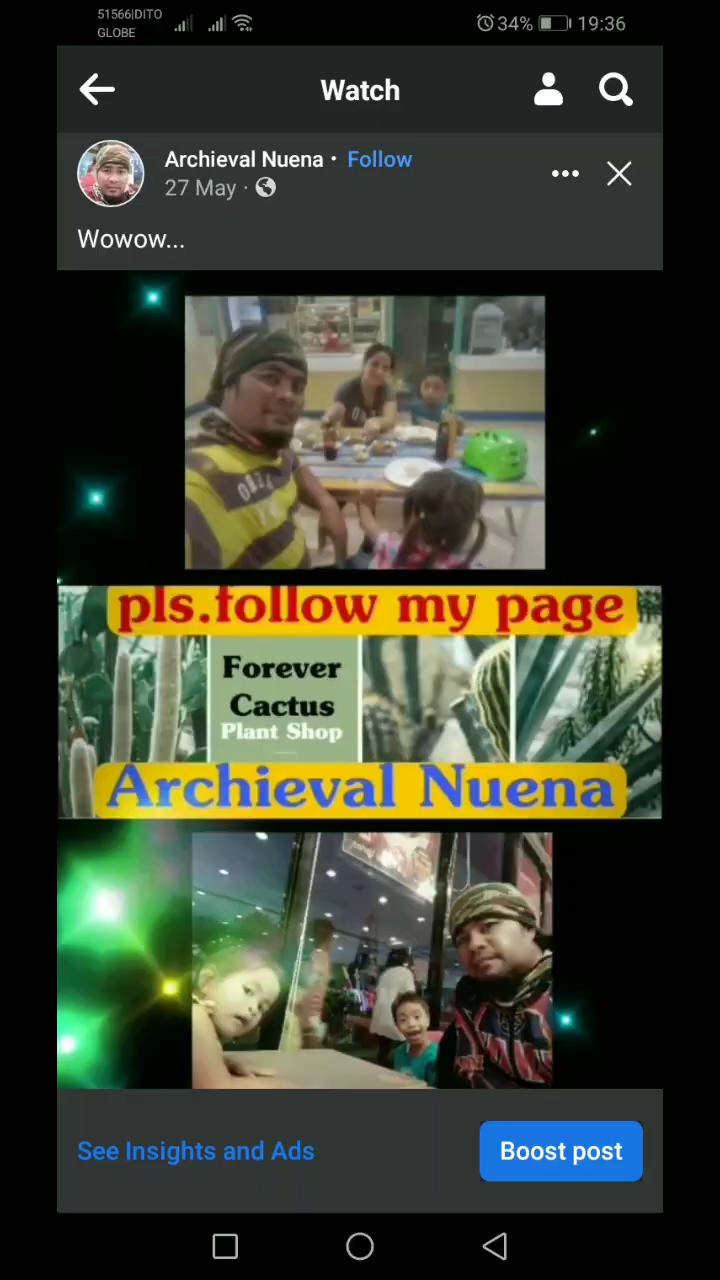 51566|DITO
GLOBE
34%
19:36
Watch
Archieval Nuena · Follow
27 May ·
Wowow...
pls.follow my page
Forever
Cactus
Plant Shop
Archieval Nuena
See Insights and Ads
Boost post